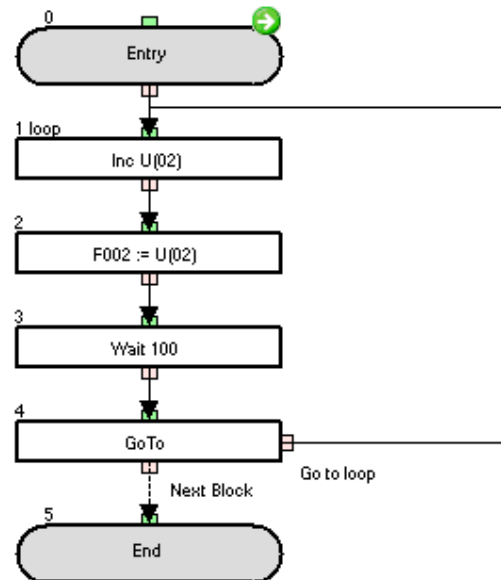 0
Entry
1 loop
Inc U(02)
2
F002 := U(02)
3
Wait 100
4
GoTo
Go to loop
Next Block
5
End